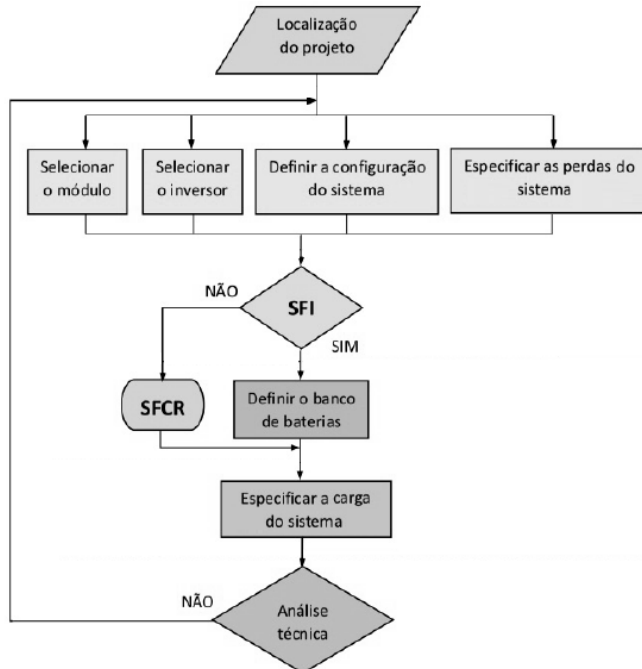 Localização
do projeto
Selecionar
o módulo
Selecionar
o inversor
Definir a configuração
do sistema
Especificar as perdas do
sistema
NÃO
SFI
SIM
SFCR
Definir o banco
de baterias
Especificar a carga
do sistema
NÃO
Análise
técnica